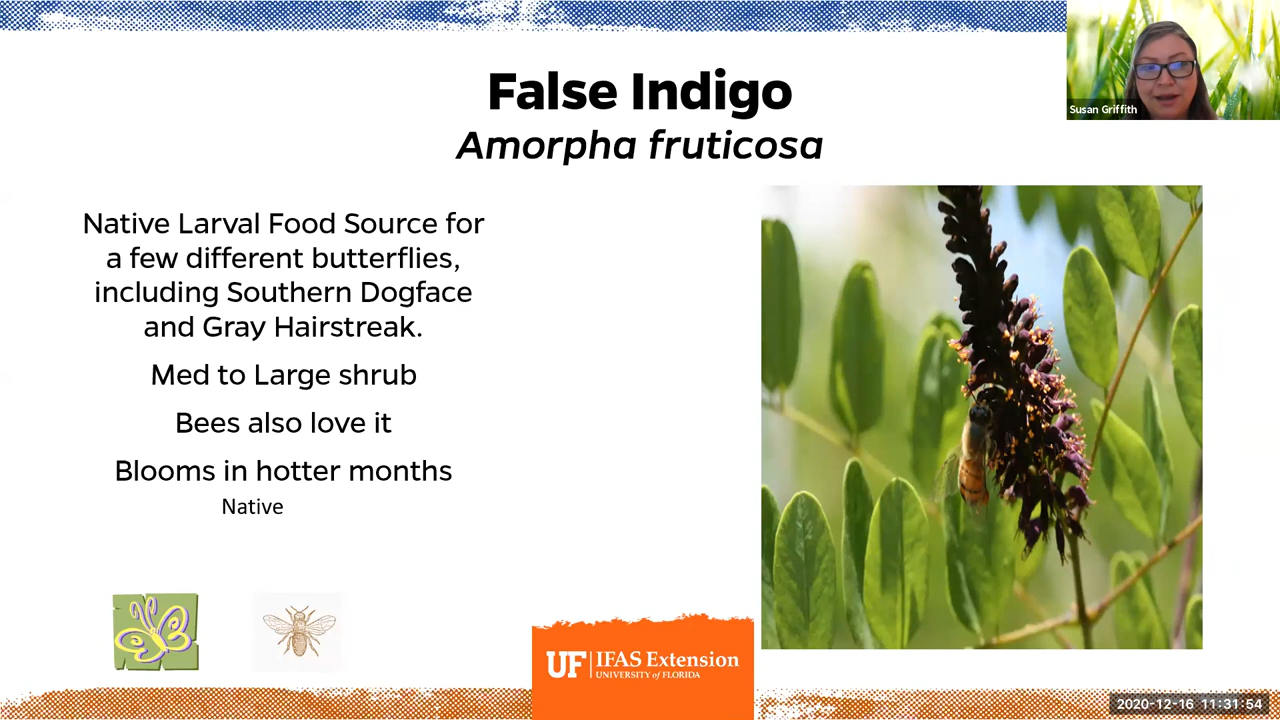 False Indigo
Amorpha fruticosa
Susan Griffith
Native Larval Food Source for
a few different butterflies,
including Southern Dogface
and Gray Hairstreak.
Med to Large shrub
Bees also love it
Blooms in hotter months
Native
UF IFAS Extension
UNIVERSITY of FLORIDA
2020-12-16 11:31:54